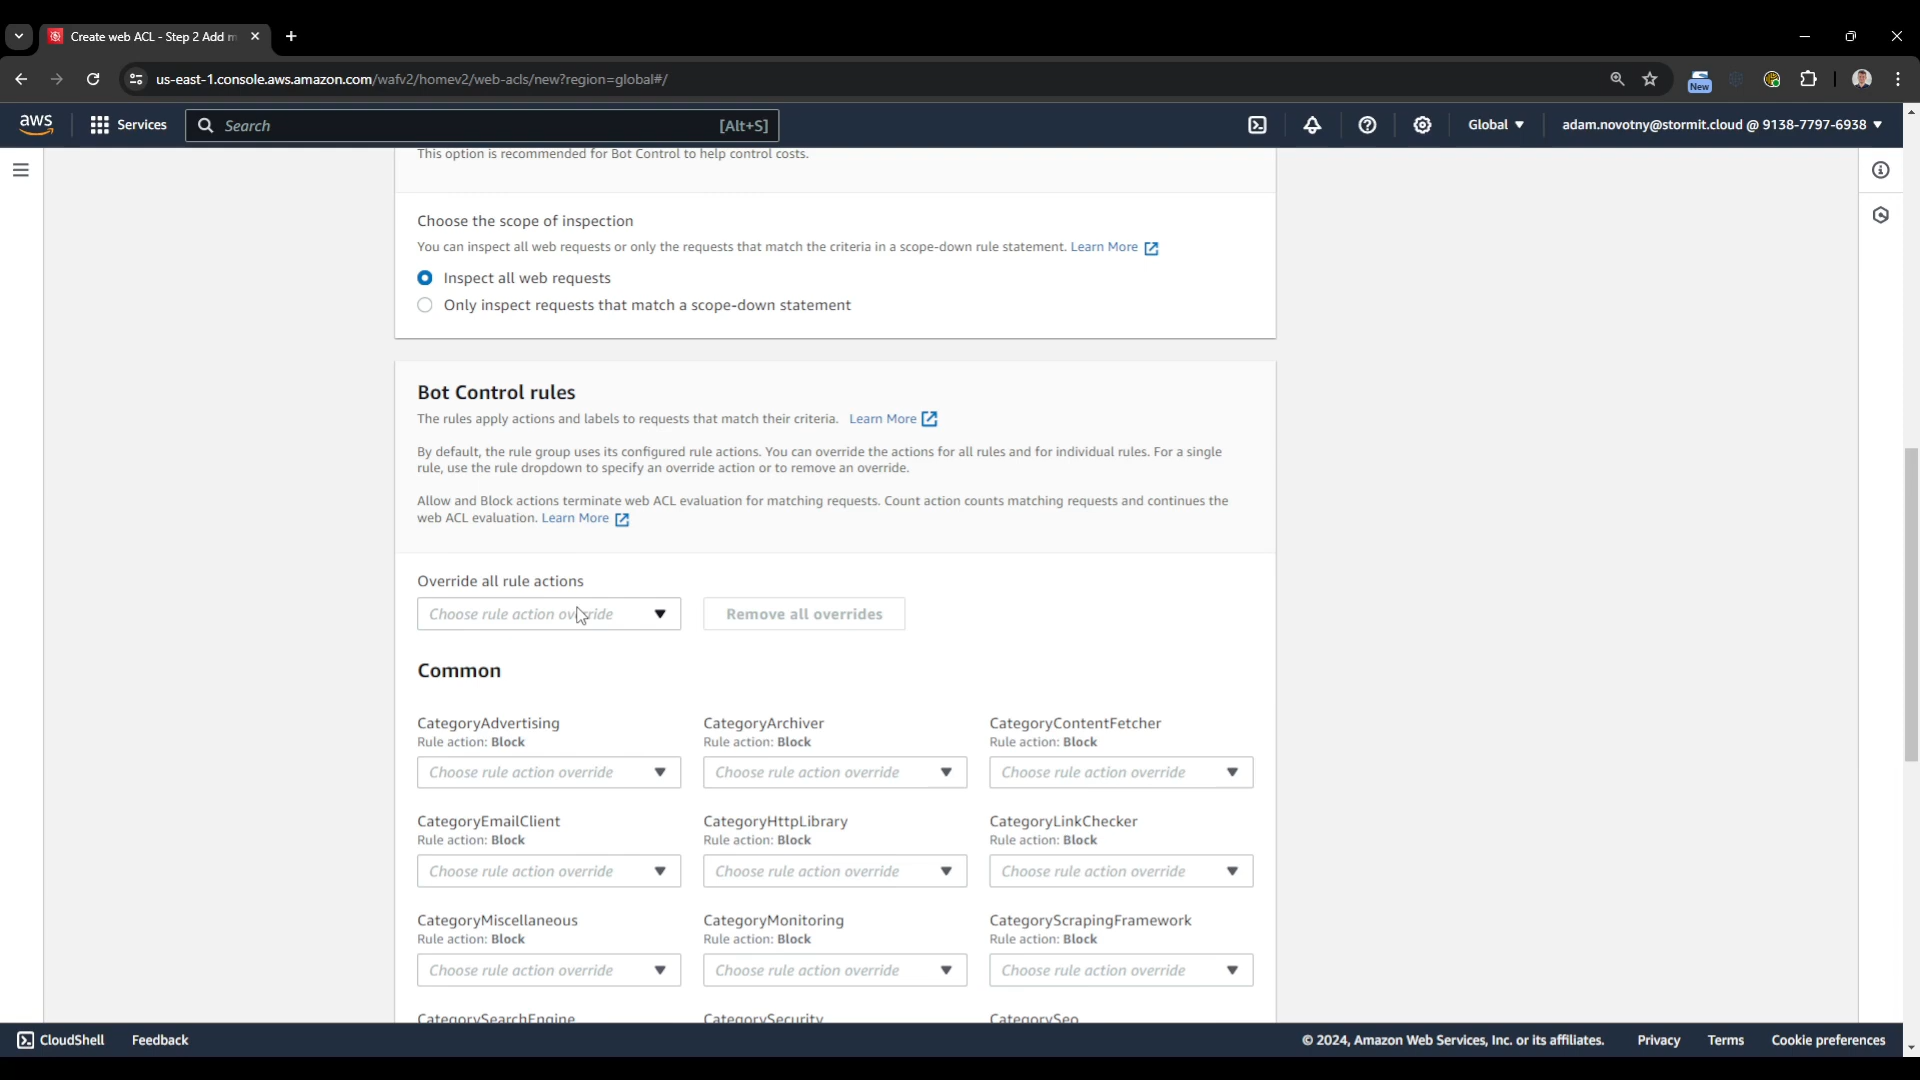 Create web ACL - Step 2 Add m
us-east-1.console.aws.amazon.com/wafv2/homev2/web-acls/new?region=global#/
New
aws
Services
Search
[Alt+S]
Global
adam.novotny@stormit.cloud @ 9138-7797-6938
This option is recommended for Bot Control to help control costs.
Choose the scope of inspection
You can inspect all web requests or only the requests that match the criteria in a scope-down rule statement. Learn More
Inspect all web requests
Only inspect requests that match a scope-down statement
Bot Control rules
The rules apply actions and labels to requests that match their criteria. Learn More
By default, the rule group uses its configured rule actions. You can override the actions for all rules and for individual rules. For a single
rule, use the rule dropdown to specify an override action or to remove an override.
Allow and Block actions terminate web ACL evaluation for matching requests. Count action counts matching requests and continues the
web ACL evaluation. Learn More
Override all rule actions
Choose rule action override
Remove all overrides
Common
CategoryAdvertising
Rule action: Block
Choose rule action override
CategoryArchiver
Rule action: Block
Choose rule action override
CategoryContentFetcher
Rule action: Block
Choose rule action override
CategoryEmailClient
Rule action: Block
Choose rule action override
CategoryHttpLibrary
Rule action: Block
Choose rule action override
CategoryLinkChecker
Rule action: Block
Choose rule action override
CategoryMiscellaneous
Rule action: Block
Choose rule action override
CategoryMonitoring
Rule action: Block
Choose rule action override
CategoryScrapingFramework
Rule action: Block
Choose rule action override
CategorySearchEngine
CategorySecurity
CategorySeo
CloudShell
Feedback
© 2024, Amazon Web Services, Inc. or its affiliates.
Privacy
Terms
Cookie preferences